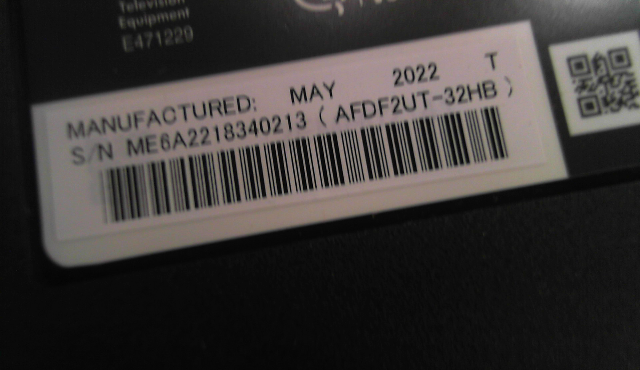 Television
Equipment
E471229
MANUFACTURED: MAY 2022 T
S/N ME6A2218340213 ( AFDF2UT-32HB )